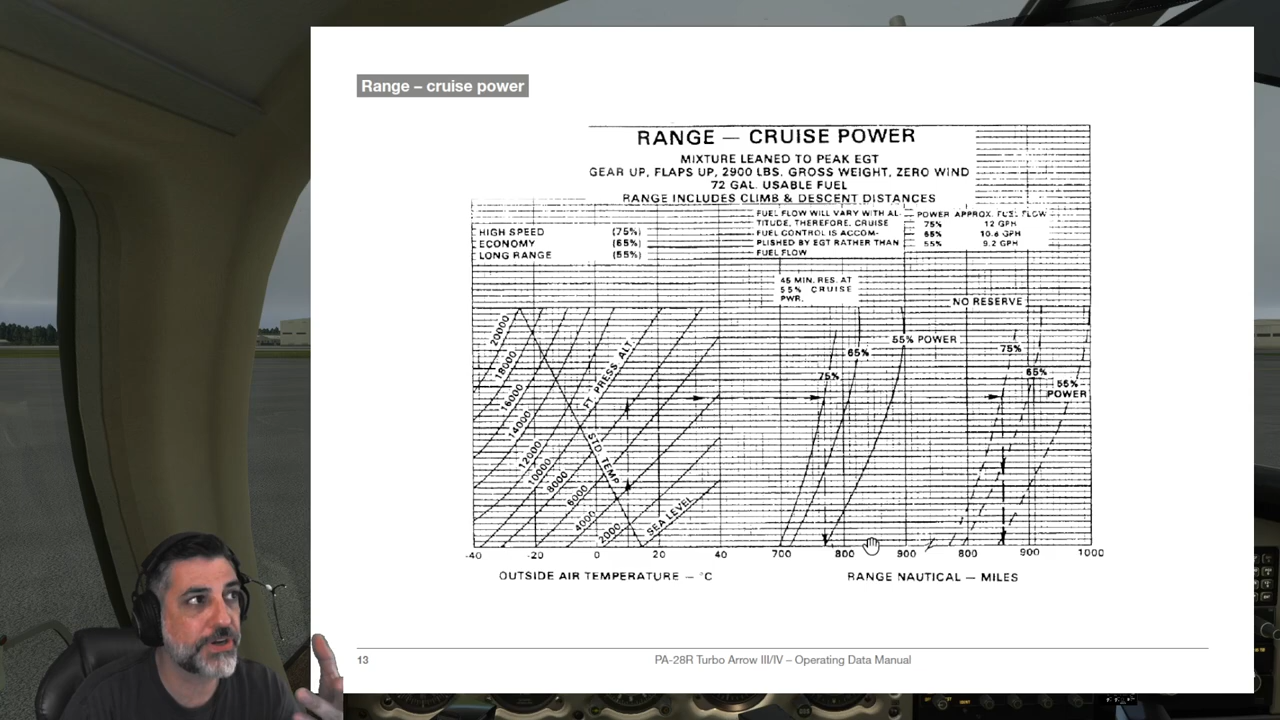 Range – cruise power
RANGE — CRUISE POWER
MIXTURE LEANED TO PEAK EGT
GEAR UP, FLAPS UP, 2900 LBS. GROSS WEIGHT, ZERO WIND
72 GAL. USABLE FUEL
RANGE INCLUDES CLIMB & DESCENT DISTANCES
HIGH SPEED (75%)
ECONOMY (65%)
LONG RANGE (55%)
FUEL FLOW WILL VARY WITH AL-
TITUDE, THEREFORE, CRUISE
FUEL CONTROL IS ACCOM-
PLISHED BY EGT RATHER THAN
FUEL FLOW
POWER APPROX. FUEL FLOW
75% 12 GPH
65% 10.6 GPH
55% 9.2 GPH
45 MIN. RES. AT
55% CRUISE
PWR.
NO RESERVE
20000
18000
16000
14000
12000
10000
8000
6000
4000
2000
SEA LEVEL
FT PRESS ALT.
STD. TEMP
75%
65%
55% POWER
75%
65%
55%
POWER
-40 -20 0 20 40 700 800 900 800 900 1000
OUTSIDE AIR TEMPERATURE — °C
RANGE NAUTICAL — MILES
13
PA-28R Turbo Arrow III/IV – Operating Data Manual